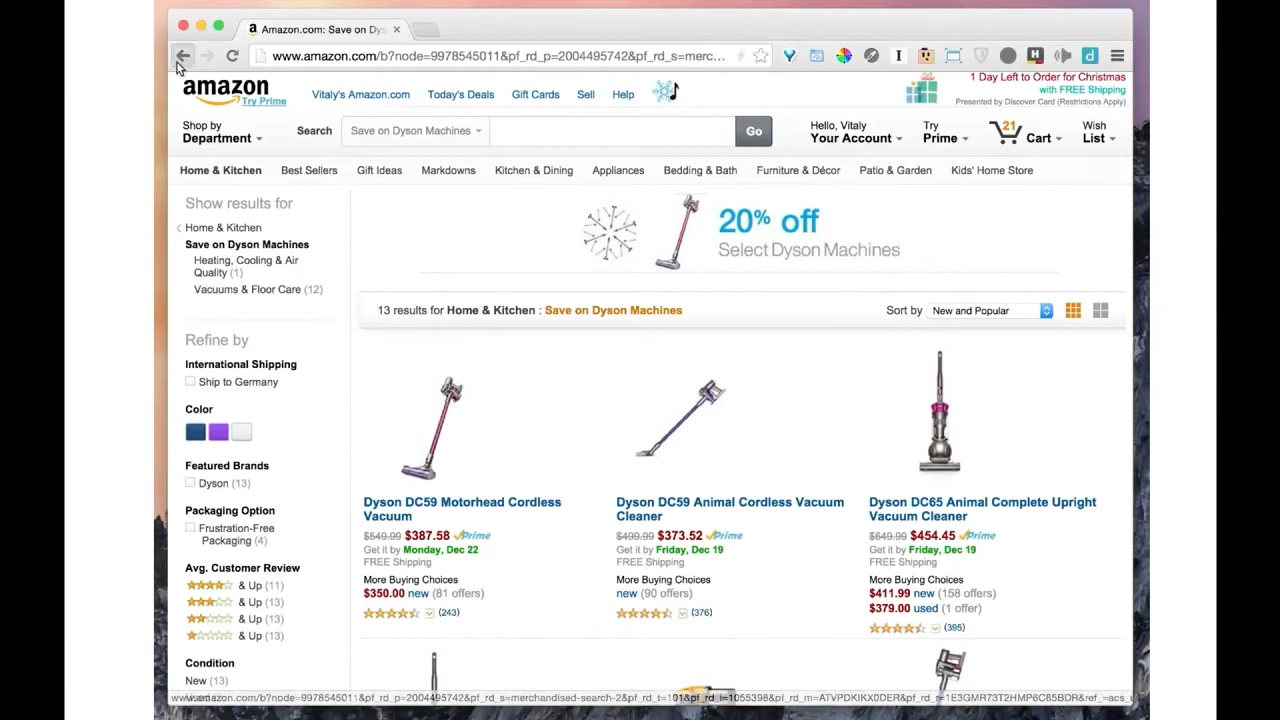 Amazon.com: Save on Dys
www.amazon.com/b?node=9978545011&pf_rd_p=2004495742&pf_rd_s=merc...
amazon
Try Prime
Vitaly's Amazon.com Today's Deals Gift Cards Sell Help
1 Day Left to Order for Christmas
with FREE Shipping
Presented by Discover Card (Restrictions Apply)
Shop by
Department
Search Save on Dyson Machines Go
Hello, Vitaly
Your Account
Try
Prime
21
Cart
Wish
List
Home & Kitchen Best Sellers Gift Ideas Markdowns Kitchen & Dining Appliances Bedding & Bath Furniture & Décor Patio & Garden Kids' Home Store
Show results for
Home & Kitchen
Save on Dyson Machines
Heating, Cooling & Air
Quality (1)
Vacuums & Floor Care (12)
Refine by
International Shipping
Ship to Germany
Color
Featured Brands
Dyson (13)
Packaging Option
Frustration-Free
Packaging (4)
Avg. Customer Review
& Up (11)
& Up (13)
& Up (13)
& Up (13)
Condition
New (13)
20% off
Select Dyson Machines
13 results for Home & Kitchen : Save on Dyson Machines
Sort by New and Popular
Dyson DC59 Motorhead Cordless
Vacuum
$549.99 $387.58 Prime
Get it by Monday, Dec 22
FREE Shipping
More Buying Choices
$350.00 new (81 offers)
(243)
Dyson DC59 Animal Cordless Vacuum
Cleaner
$499.99 $373.52 Prime
Get it by Friday, Dec 19
FREE Shipping
More Buying Choices
new (90 offers)
(376)
Dyson DC65 Animal Complete Upright
Vacuum Cleaner
$649.99 $454.45 Prime
Get it by Friday, Dec 19
FREE Shipping
More Buying Choices
$411.99 new (158 offers)
$379.00 used (1 offer)
(395)